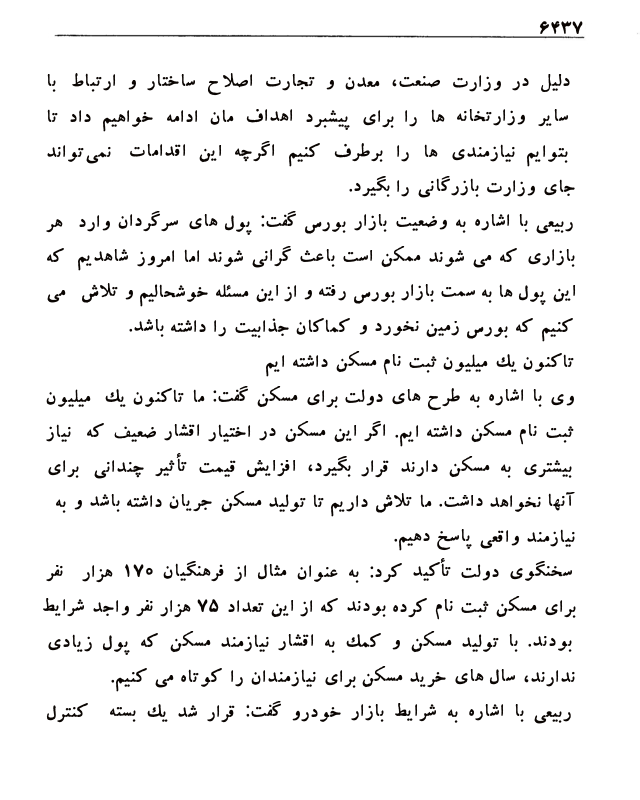 ۶۴۳۷
دلیل در وزارت صنعت، معدن و تجارت اصلاح ساختار و ارتباط با
سایر وزارتخانه ها را برای پیشبرد اهداف مان ادامه خواهیم داد تا
بتوایم نیازمندی ها را برطرف کنیم اگرچه این اقدامات نمی‌تواند
جای وزارت بازرگانی را بگیرد.
ربیعی با اشاره به وضعیت بازار بورس گفت: پول های سرگردان وارد هر
بازاری که می شوند ممکن است باعث گرانی شوند اما امروز شاهدیم که
این پول ها به سمت بازار بورس رفته و از این مسئله خوشحالیم و تلاش می
کنیم که بورس زمین نخورد و کماکان جذابیت را داشته باشد.
تاکنون یك میلیون ثبت نام مسکن داشته ایم
وی با اشاره به طرح های دولت برای مسکن گفت: ما تاکنون یك میلیون
ثبت نام مسکن داشته ایم. اگر این مسکن در اختیار اقشار ضعیف که نیاز
بیشتری به مسکن دارند قرار بگیرد، افزایش قیمت تأثیر چندانی برای
آنها نخواهد داشت. ما تلاش داریم تا تولید مسکن جریان داشته باشد و به
نیازمند واقعی پاسخ دهیم.
سخنگوی دولت تأکید کرد: به عنوان مثال از فرهنگیان ۱۷۰ هزار نفر
برای مسکن ثبت نام کرده بودند که از این تعداد ۷۵ هزار نفر واجد شرایط
بودند. با تولید مسکن و کمك به اقشار نیازمند مسکن که پول زیادی
ندارند، سال های خرید مسکن برای نیازمندان را کوتاه می کنیم.
ربیعی با اشاره به شرایط بازار خودرو گفت: قرار شد یك بسته کنترل